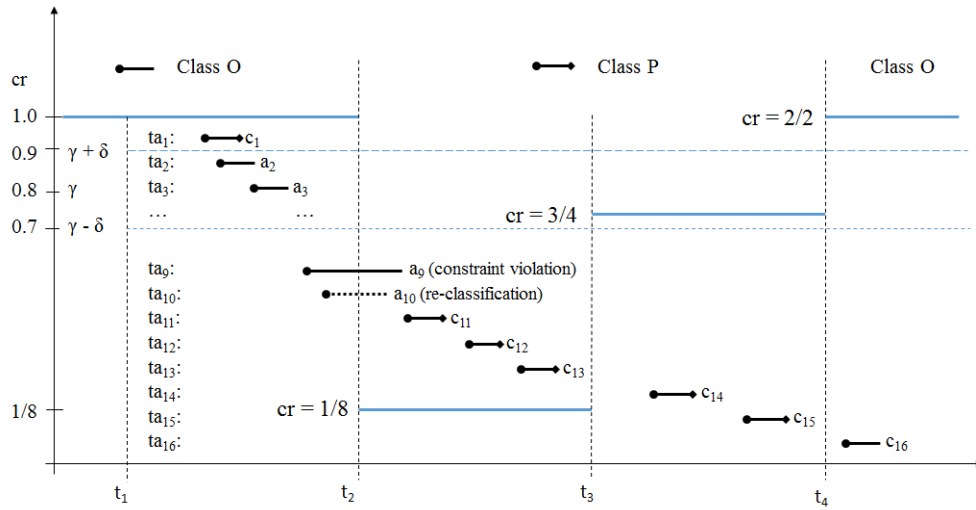 Class O Class P Class O
cr
1.0 cr = 2/2
ta₁: c₁
0.9 γ + δ
ta₂: a₂
0.8 γ ta₃: a₃
... ...
0.7 γ - δ cr = 3/4
ta₉: a₉ (constraint violation)
ta₁₀: a₁₀ (re-classification)
ta₁₁: c₁₁
ta₁₂: c₁₂
ta₁₃: c₁₃
ta₁₄: c₁₄
1/8 cr = 1/8
ta₁₅: c₁₅
ta₁₆: c₁₆
t₁ t₂ t₃ t₄